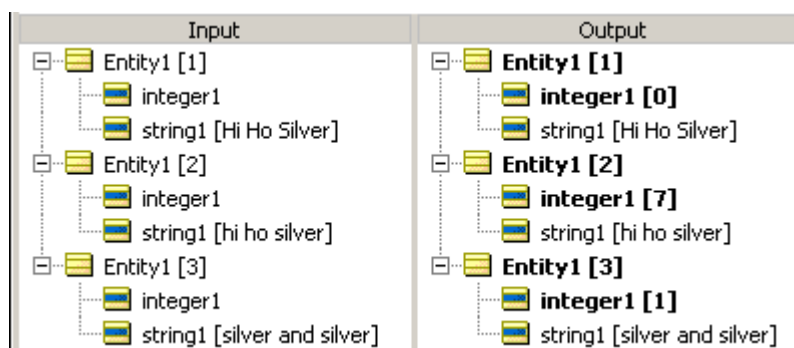 Input
Entity1 [1]
integer1
string1 [Hi Ho Silver]
Entity1 [2]
integer1
string1 [hi ho silver]
Entity1 [3]
integer1
string1 [silver and silver]
Output
Entity1 [1]
integer1 [0]
string1 [Hi Ho Silver]
Entity1 [2]
integer1 [7]
string1 [hi ho silver]
Entity1 [3]
integer1 [1]
string1 [silver and silver]